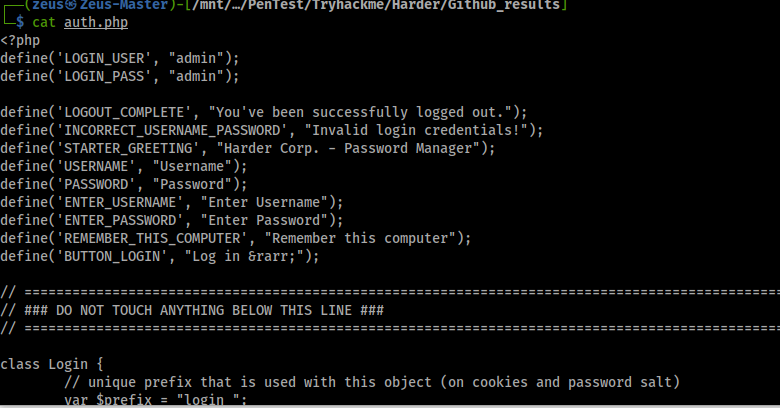 (zeus㉿Zeus-Master)-[/mnt/…/PenTest/Tryhackme/Harder/Github_results]
$ cat auth.php
<?php
define('LOGIN_USER', "admin");
define('LOGIN_PASS', "admin");
define('LOGOUT_COMPLETE', "You've been successfully logged out.");
define('INCORRECT_USERNAME_PASSWORD', "Invalid login credentials!");
define('STARTER_GREETING', "Harder Corp. - Password Manager");
define('USERNAME', "Username");
define('PASSWORD', "Password");
define('ENTER_USERNAME', "Enter Username");
define('ENTER_PASSWORD', "Enter Password");
define('REMEMBER_THIS_COMPUTER', "Remember this computer");
define('BUTTON_LOGIN', "Log in &rarr;");
// ==============================================================================================
// ### DO NOT TOUCH ANYTHING BELOW THIS LINE ###
// ==============================================================================================
class Login {
// unique prefix that is used with this object (on cookies and password salt)
var $prefix = "login_";